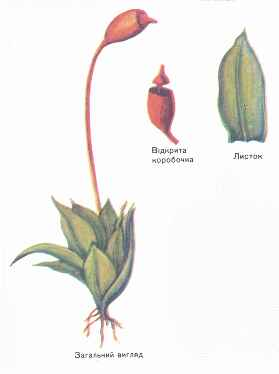 Відкрита
коробочка
Листок
Загальний вигляд